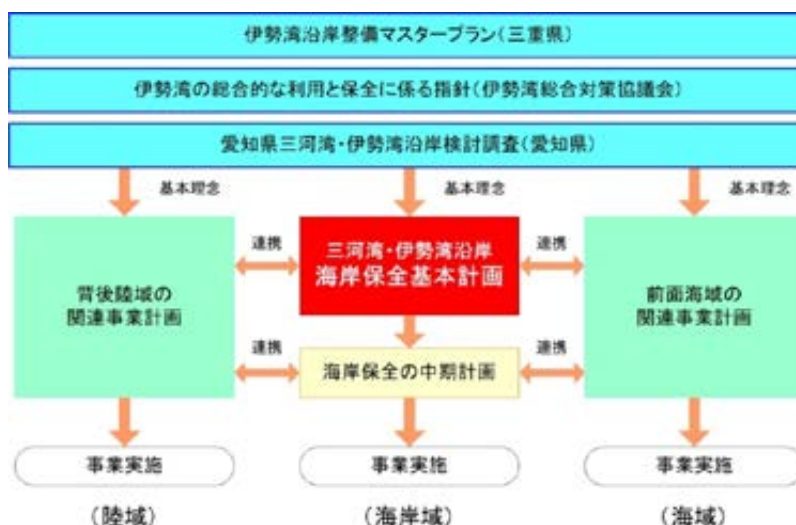 伊勢湾沿岸整備マスタープラン(三重県)
伊勢湾の総合的な利用と保全に係る指針(伊勢湾総合対策協議会)
愛知県三河湾・伊勢湾沿岸検討調査(愛知県)
基本理念
基本理念
基本理念
背後陸域の
関連事業計画
連携
三河湾・伊勢湾沿岸
海岸保全基本計画
連携
前面海域の
関連事業計画
連携
海岸保全の中期計画
連携
事業実施
事業実施
事業実施
(陸域)
(海岸域)
(海域)